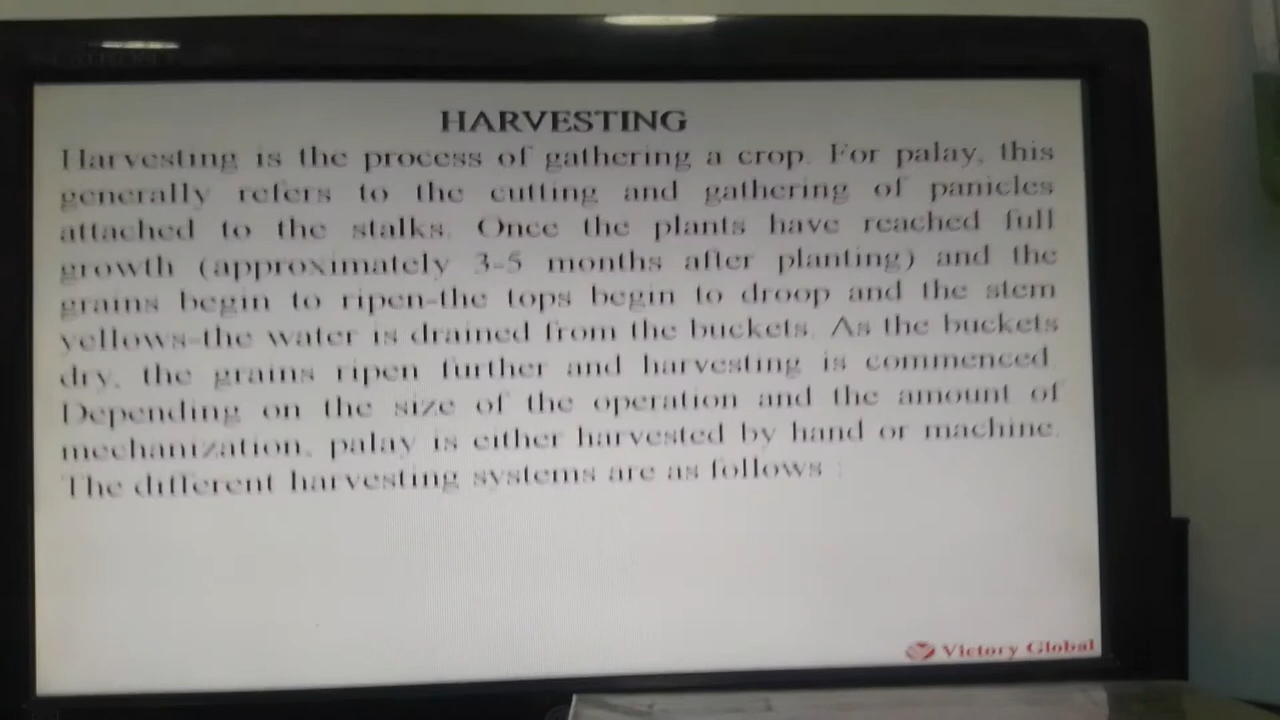 HARVESTING
Harvesting is the process of gathering a crop. For palay, this
generally refers to the cutting and gathering of panicles
attached to the stalks. Once the plants have reached full
growth (approximately 3-5 months after planting) and the
grains begin to ripen-the tops begin to droop and the stem
yellows-the water is drained from the buckets. As the buckets
dry, the grains ripen further and harvesting is commenced.
Depending on the size of the operation and the amount of
mechanization, palay is either harvested by hand or machine.
The different harvesting systems are as follows :
Victory Global